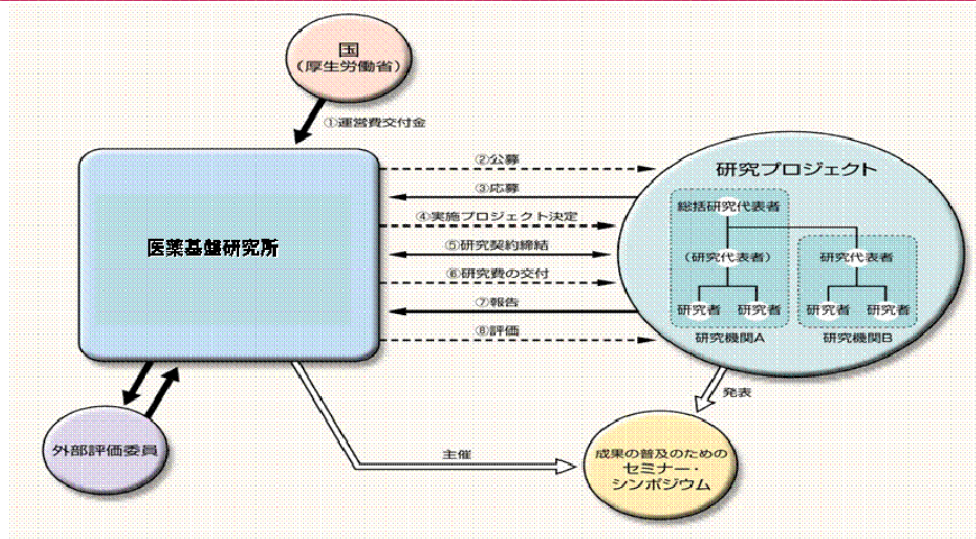 国
（厚生労働省）
①運営費交付金
医薬基盤研究所
②公募
③応募
④実施プロジェクト決定
⑤研究契約締結
⑥研究費の交付
⑦報告
⑧評価
研究プロジェクト
総括研究代表者
（研究代表者） 研究代表者
研究者 研究者 研究者 研究者
研究機関A 研究機関B
発表
外部評価委員
主催
成果の普及のための
セミナー・
シンポジウム